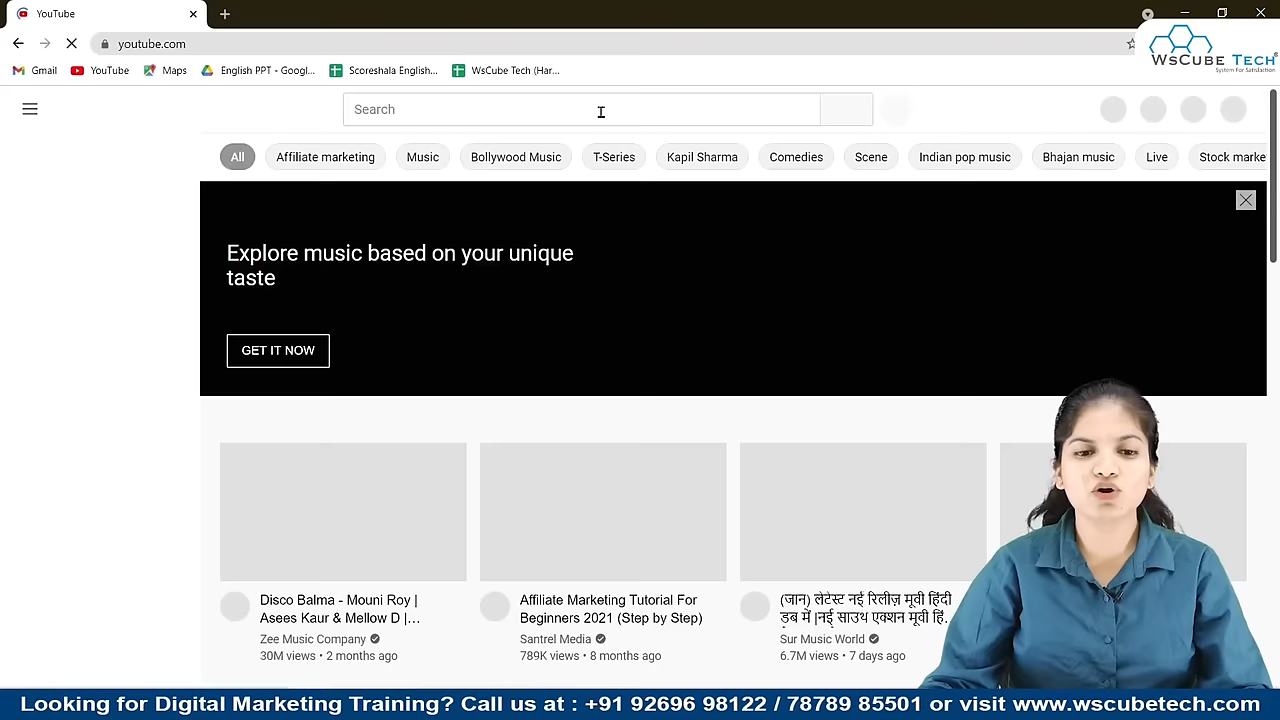 YouTube
youtube.com
Gmail
YouTube
Maps
English PPT - Googl...
Scoreshala English...
WsCube Tech Inter...
WsCube Tech®
System For Satisfaction
Search
All
Affiliate marketing
Music
Bollywood Music
T-Series
Kapil Sharma
Comedies
Scene
Indian pop music
Bhajan music
Live
Stock marke
Explore music based on your unique
taste
GET IT NOW
Disco Balma - Mouni Roy |
Asees Kaur & Mellow D |...
Zee Music Company
30M views • 2 months ago
Affiliate Marketing Tutorial For
Beginners 2021 (Step by Step)
Santrel Media
789K views • 8 months ago
(जान) लेटेस्ट नई रिलीज़ मूवी हिंदी
डब में |नई साउथ एक्शन मूवी हिं.
Sur Music World
6.7M views • 7 days ago
Looking for Digital Marketing Training? Call us at : +91 92696 98122 / 78789 85501 or visit www.wscubetech.com